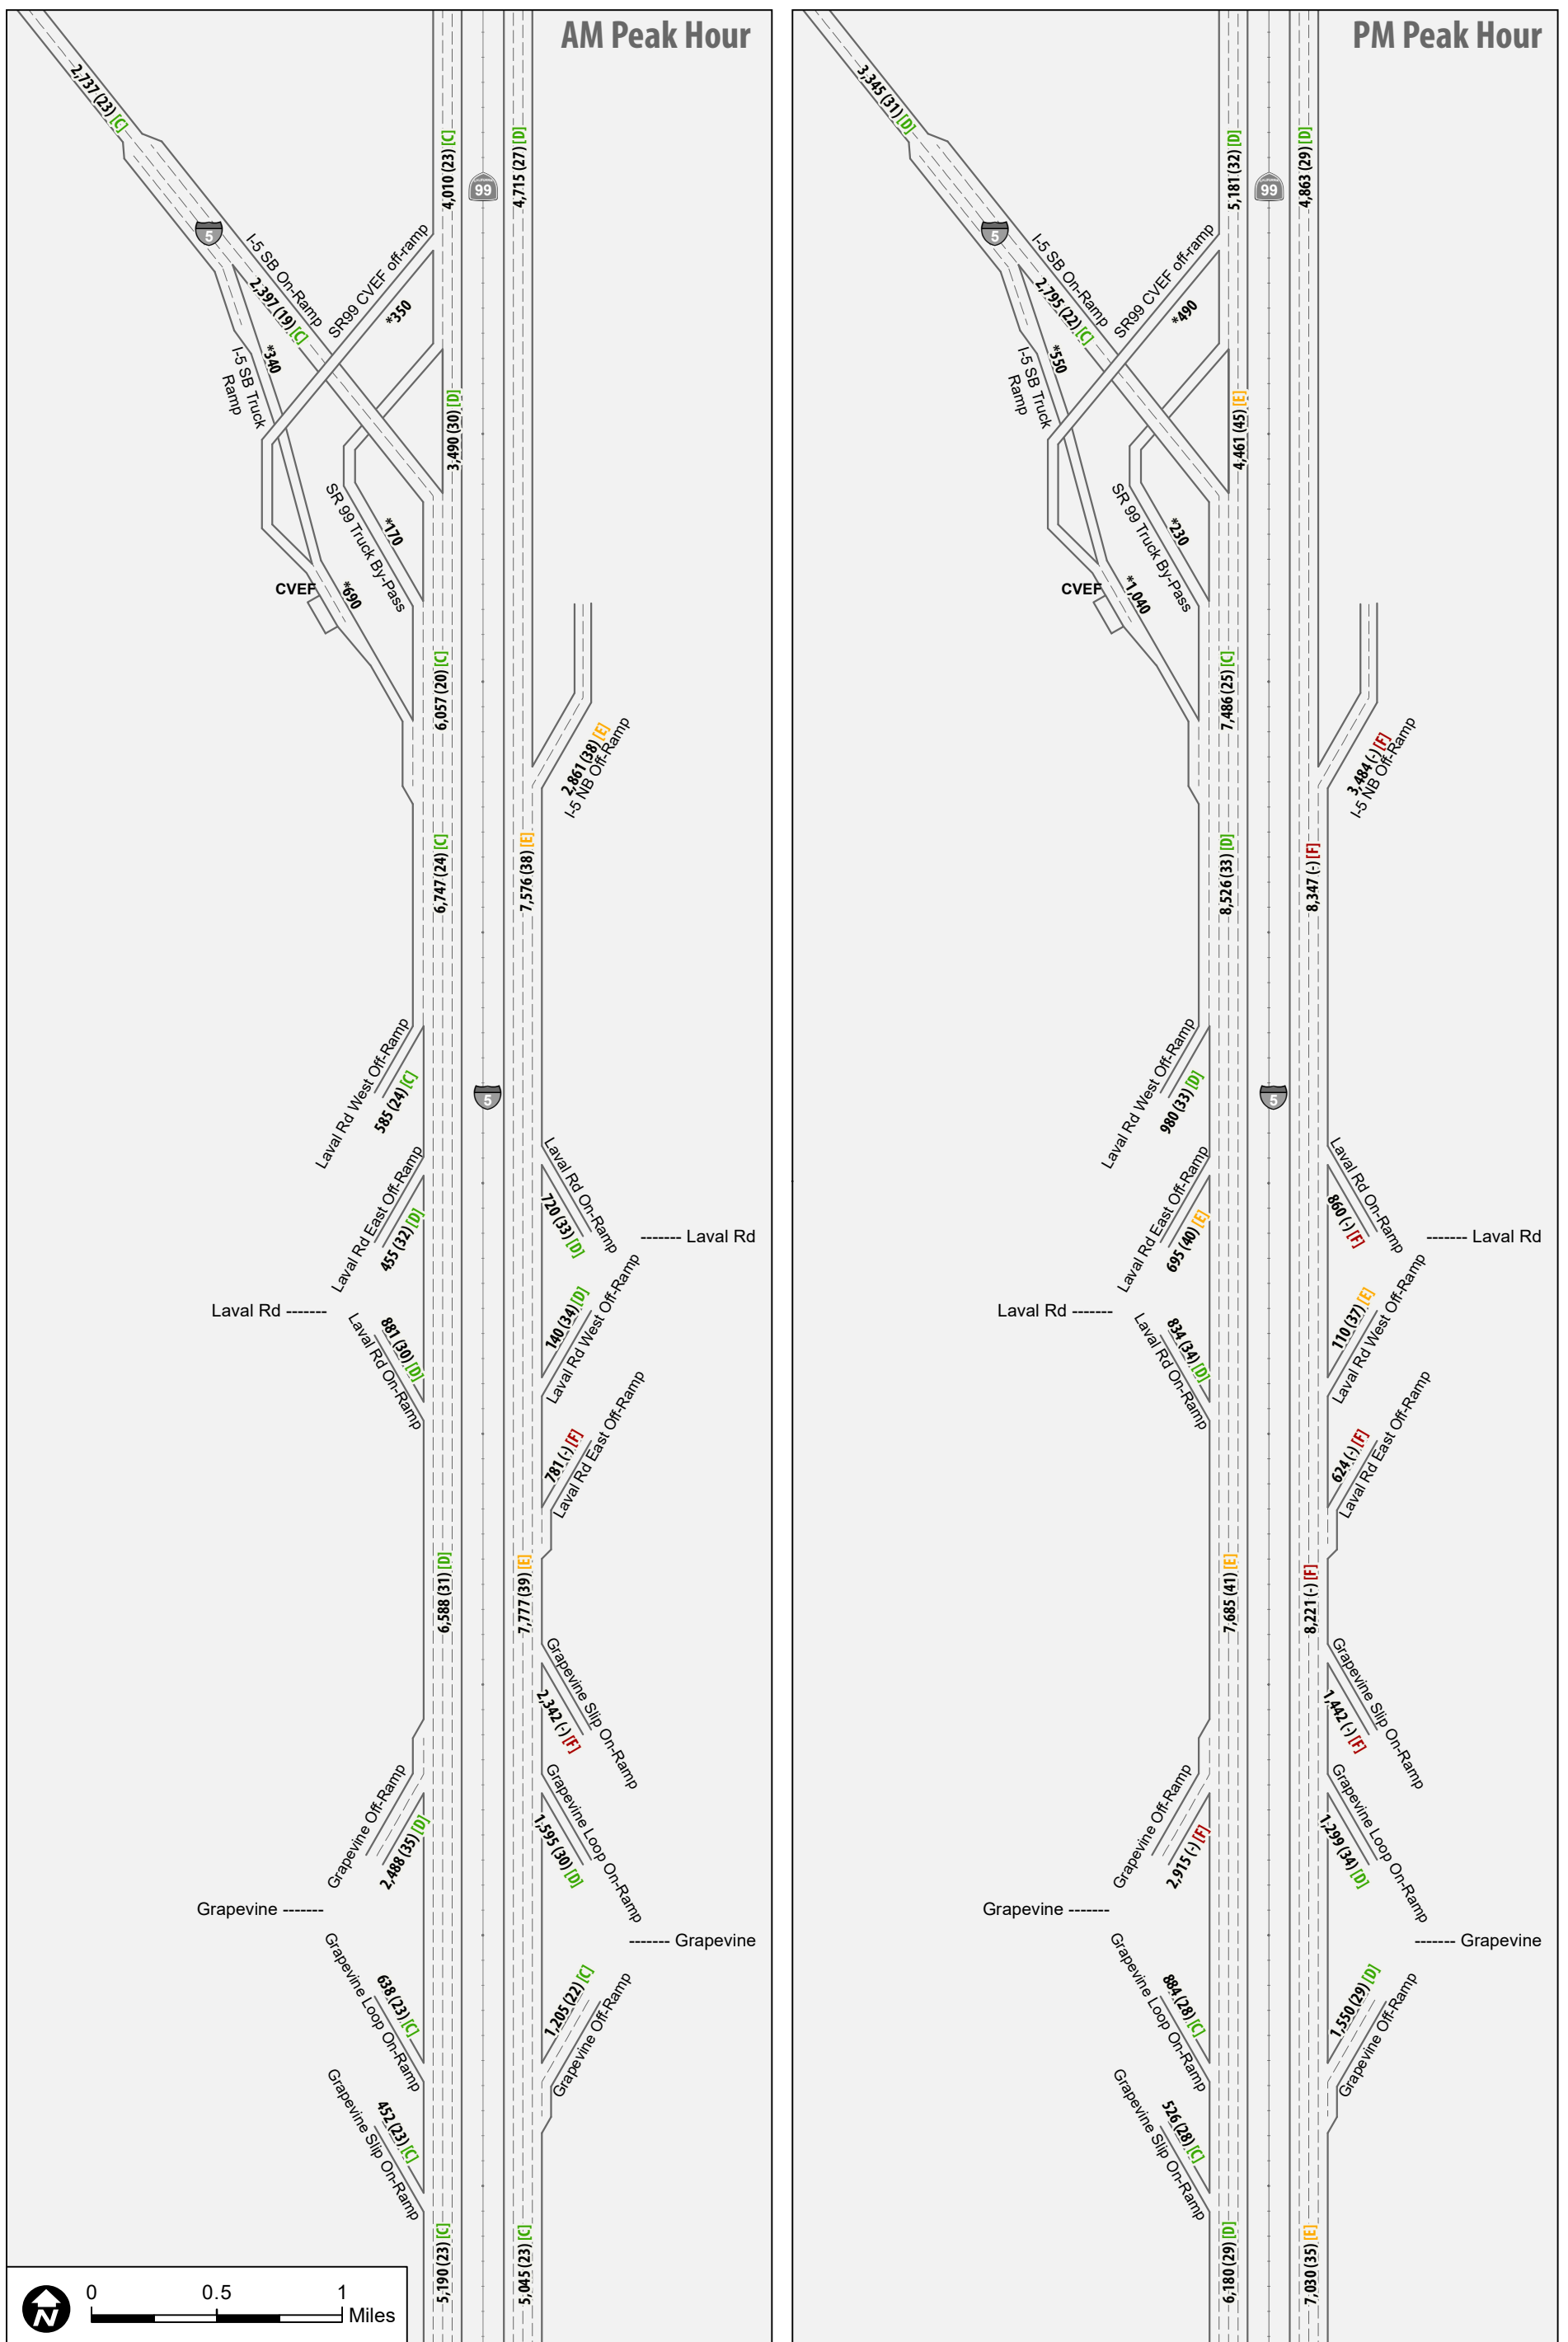 AM Peak Hour
2,737 (23) [C]
4,010 (23) [C]
99
4,715 (27) [D]
5
I-5 SB On-Ramp
2,397 (19) [C]
SR99 CVEF off-ramp
*350
*340
I-5 SB Truck
Ramp
3,490 (30) [D]
SR 99 Truck By-Pass
*170
CVEF
*690
6,057 (20) [C]
2,861 (38) [E]
I-5 NB Off-Ramp
6,747 (24) [C]
7,576 (38) [E]
Laval Rd West Off-Ramp
585 (24) [C]
5
Laval Rd East Off-Ramp
455 (32) [D]
Laval Rd On-Ramp
720 (33) [D]
------- Laval Rd
140 (34) [D]
Laval Rd West Off-Ramp
Laval Rd -------
881 (30) [D]
Laval Rd On-Ramp
781 (-) [F]
Laval Rd East Off-Ramp
6,588 (31) [D]
7,777 (39) [E]
Grapevine Slip On-Ramp
2,342 (-) [F]
Grapevine Off-Ramp
2,488 (35) [D]
Grapevine Loop On-Ramp
1,595 (30) [D]
Grapevine -------
------- Grapevine
638 (23) [C]
Grapevine Loop On-Ramp
1,205 (22) [C]
Grapevine Off-Ramp
452 (23) [C]
Grapevine Slip On-Ramp
5,190 (23) [C]
5,045 (23) [C]
N
0 0.5 1
Miles
PM Peak Hour
3,345 (31) [D]
5,181 (32) [D]
99
4,863 (29) [D]
5
I-5 SB On-Ramp
2,795 (22) [C]
SR99 CVEF off-ramp
*490
*550
I-5 SB Truck
Ramp
4,461 (45) [E]
SR 99 Truck By-Pass
*230
CVEF
*1,040
7,486 (25) [C]
3,484 (-) [F]
I-5 NB Off-Ramp
8,526 (33) [D]
8,347 (-) [F]
Laval Rd West Off-Ramp
980 (33) [D]
5
Laval Rd East Off-Ramp
695 (40) [E]
Laval Rd On-Ramp
860 (-) [F]
------- Laval Rd
110 (37) [E]
Laval Rd West Off-Ramp
Laval Rd -------
834 (34) [D]
Laval Rd On-Ramp
624 (-) [F]
Laval Rd East Off-Ramp
7,685 (41) [E]
8,221 (-) [F]
Grapevine Slip On-Ramp
1,442 (-) [F]
Grapevine Off-Ramp
2,915 (-) [F]
Grapevine Loop On-Ramp
1,299 (34) [D]
Grapevine -------
------- Grapevine
884 (28) [C]
Grapevine Loop On-Ramp
1,550 (29) [D]
Grapevine Off-Ramp
526 (28) [C]
Grapevine Slip On-Ramp
6,180 (29) [D]
7,030 (35) [E]